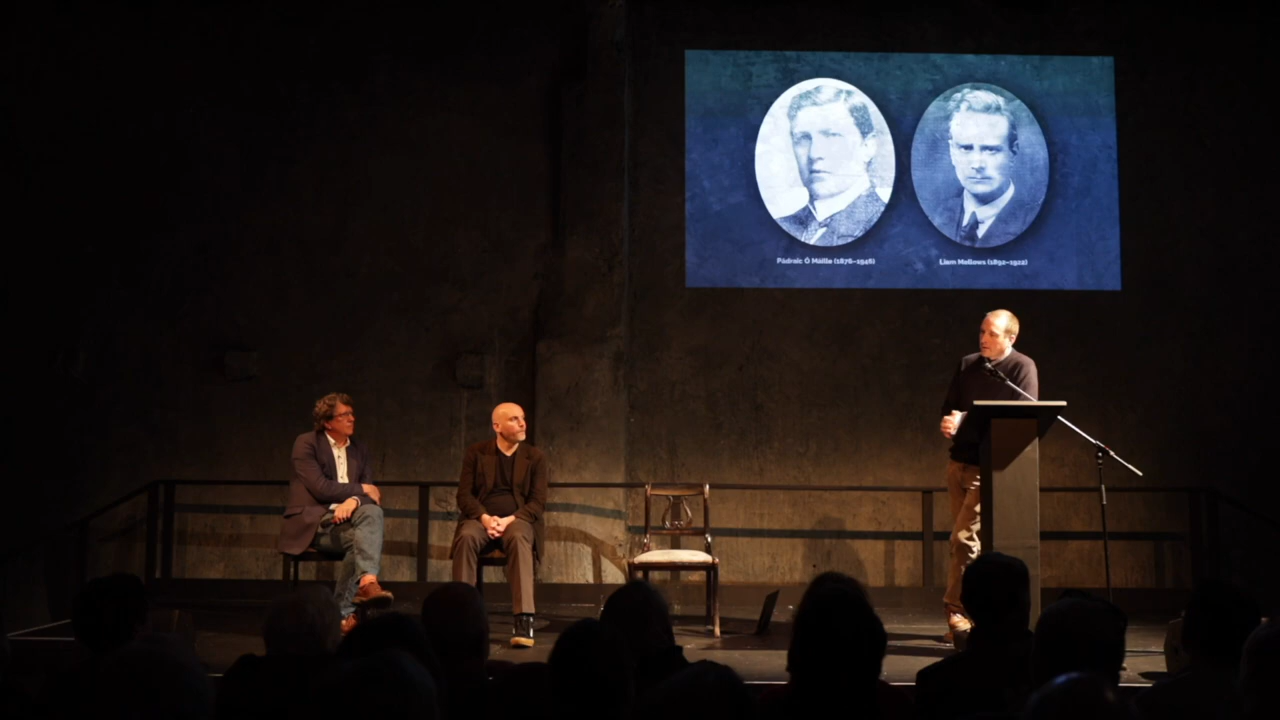 Pádraic Ó Máille (1876–1946)
Liam Mellows (1892–1922)